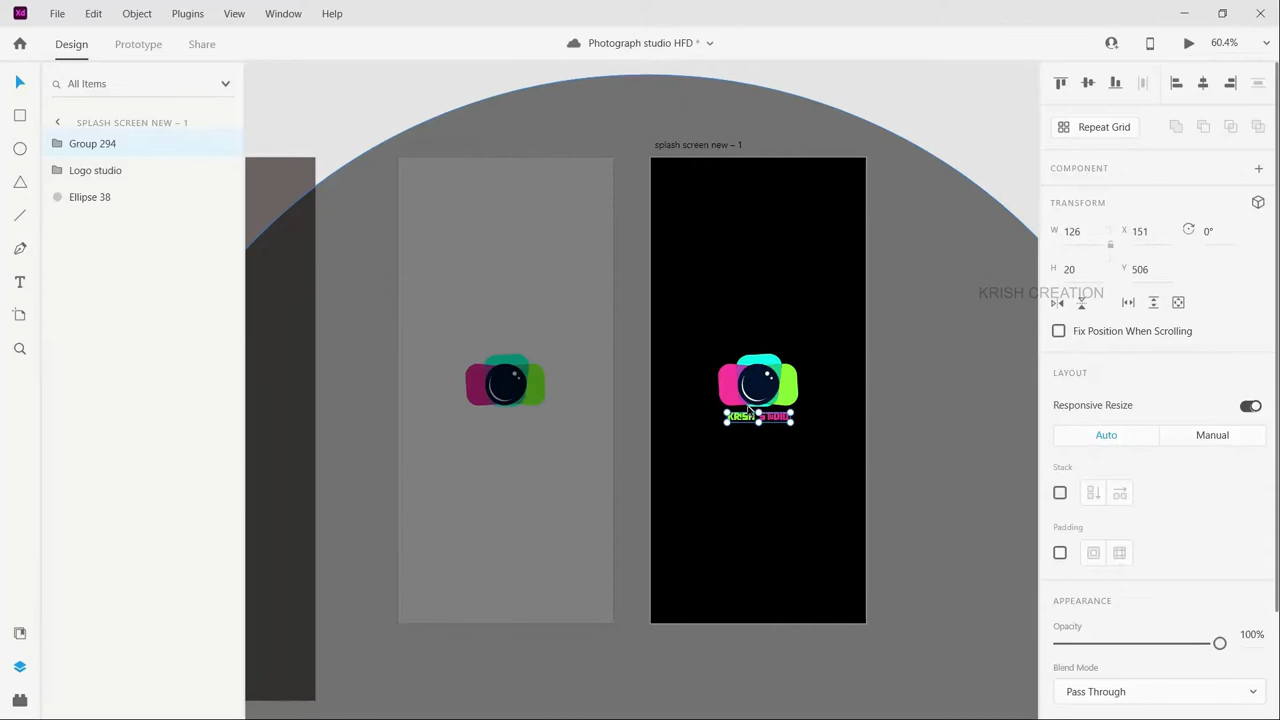 Xd File Edit Object Plugins View Window Help
Design Prototype Share Photograph studio HFD * 60.4%
All Items
SPLASH SCREEN NEW – 1
Group 294
Logo studio
Ellipse 38
splash screen new – 1
KRISH STUDIO
Repeat Grid
COMPONENT
TRANSFORM
W 126 X 151 0°
H 20 Y 506
KRISH CREATION
Fix Position When Scrolling
LAYOUT
Responsive Resize
Auto Manual
Stack
Padding
APPEARANCE
Opacity
100%
Blend Mode
Pass Through